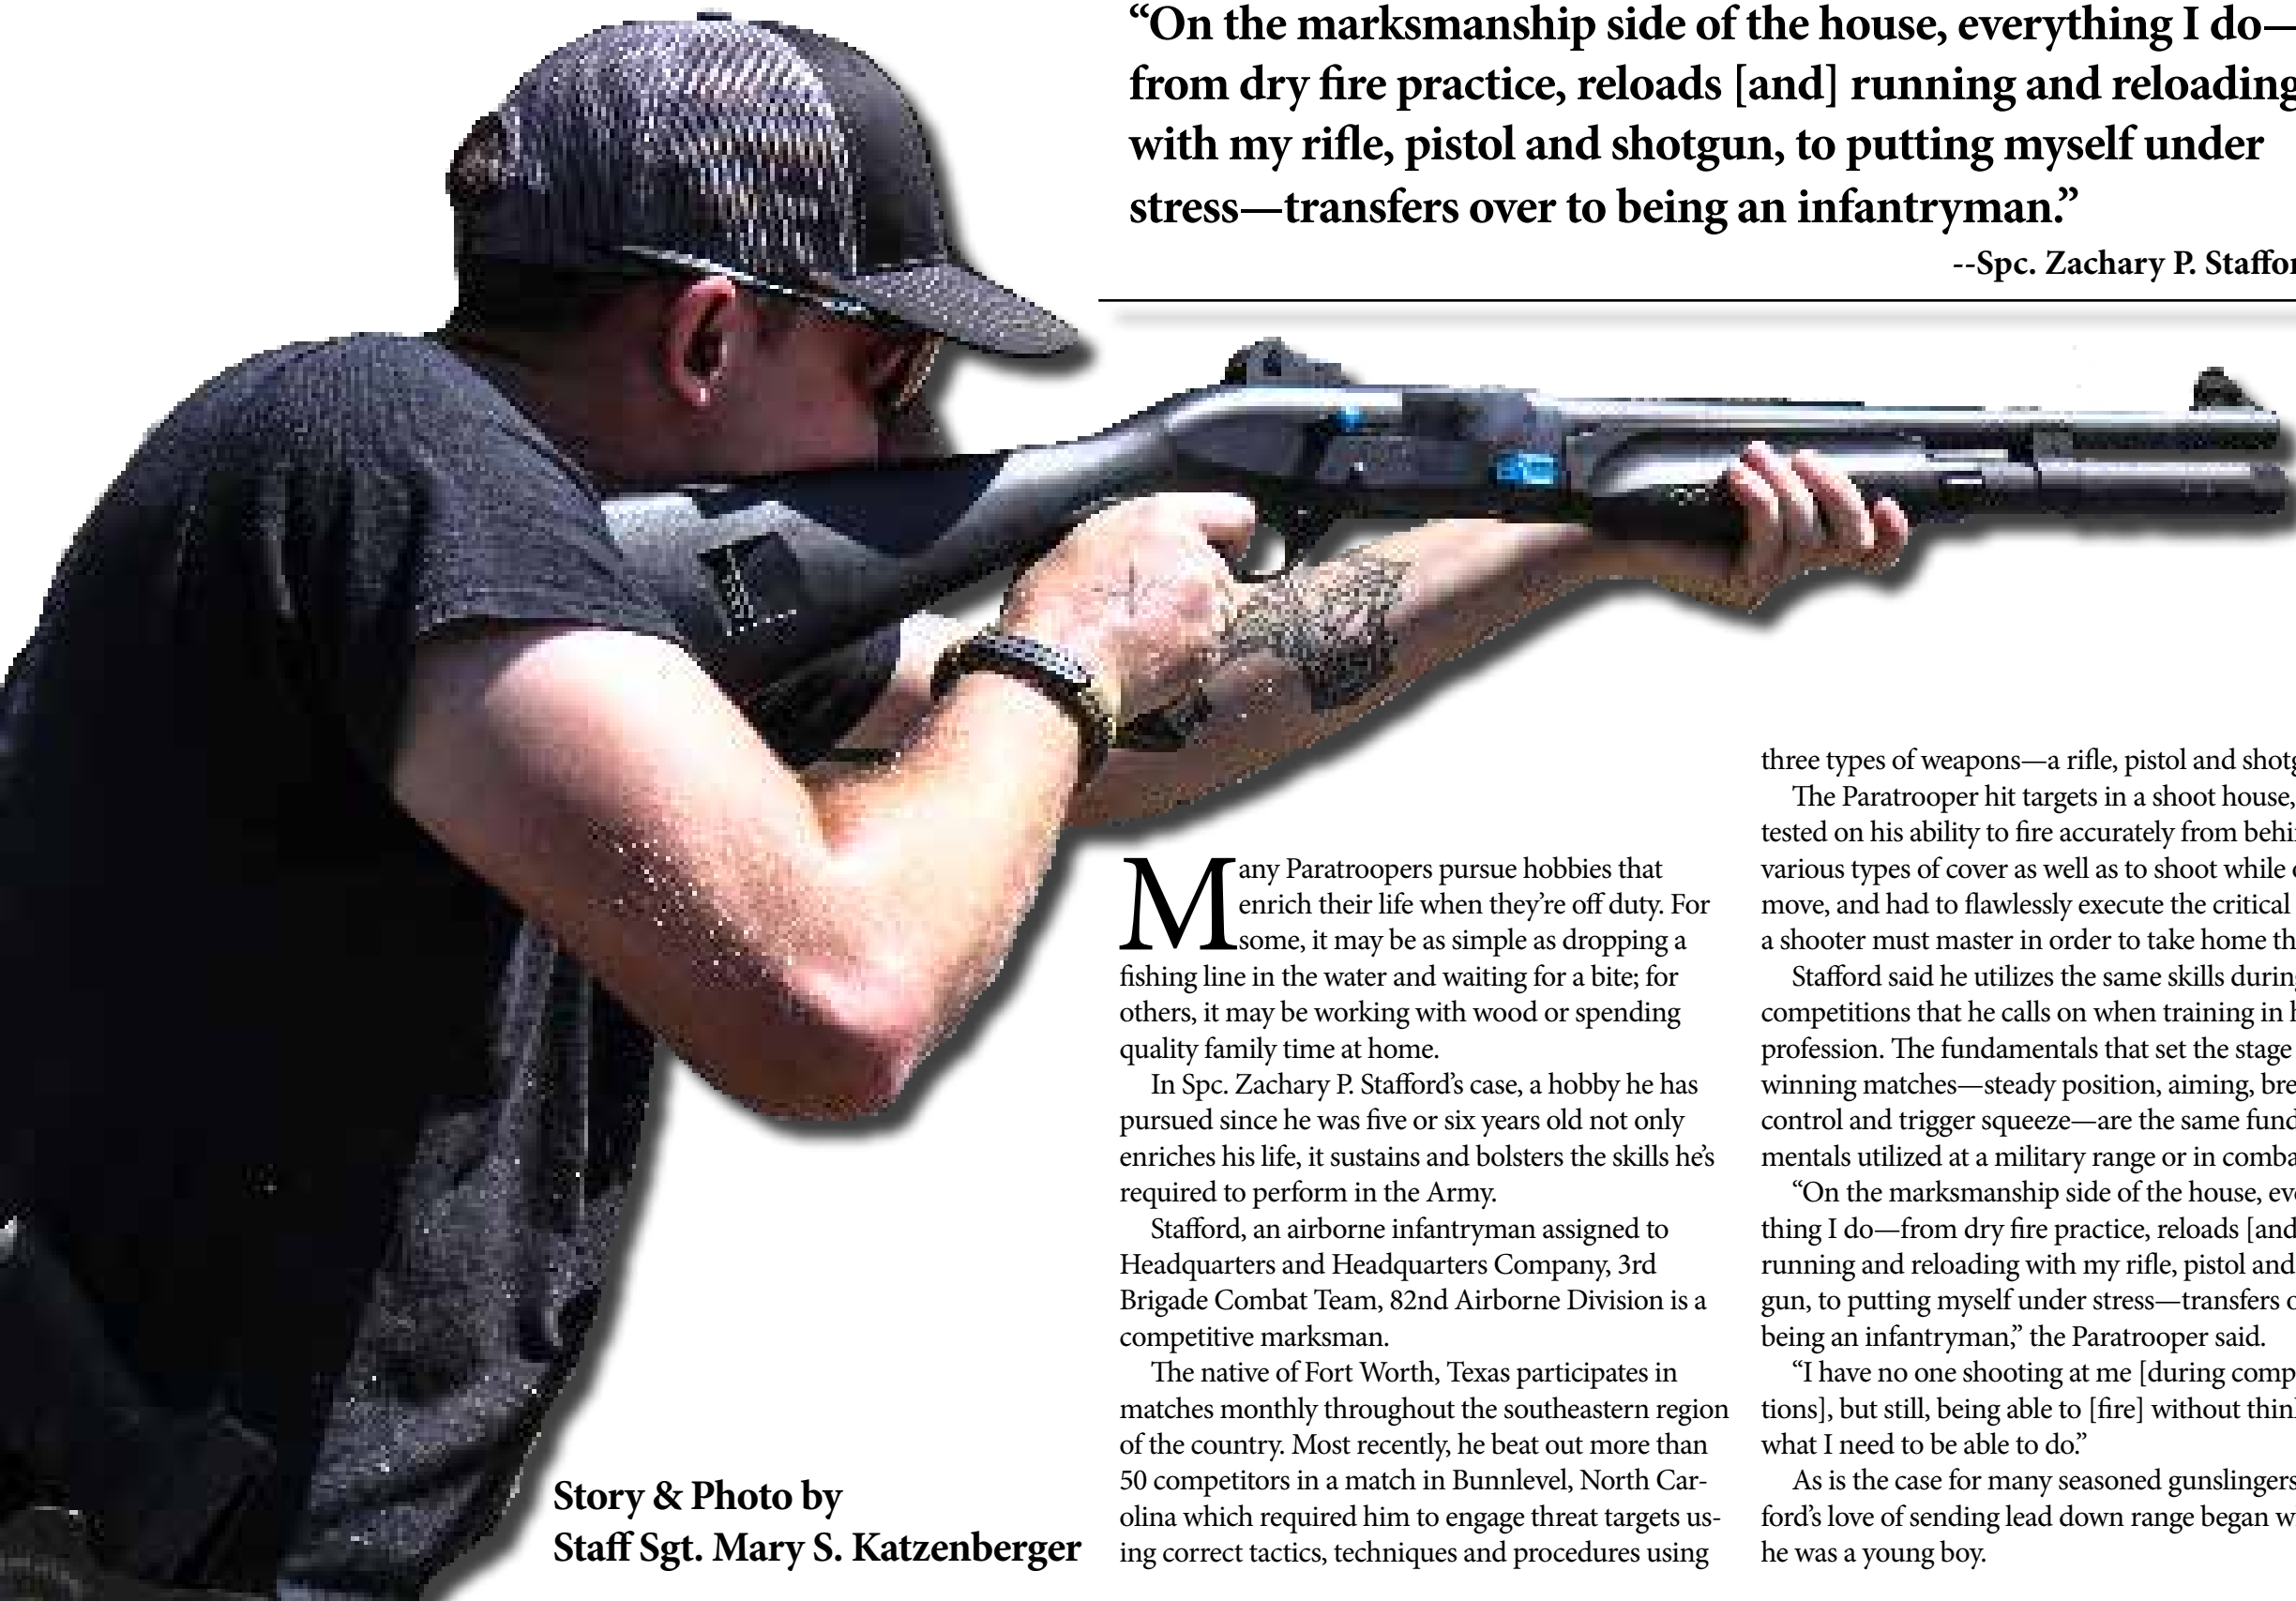 “On the marksmanship side of the house, everything I do—
from dry fire practice, reloads [and] running and reloading
with my rifle, pistol and shotgun, to putting myself under
stress—transfers over to being an infantryman.”
--Spc. Zachary P. Staffor
Many Paratroopers pursue hobbies that
enrich their life when they’re off duty. For
some, it may be as simple as dropping a
fishing line in the water and waiting for a bite; for
others, it may be working with wood or spending
quality family time at home.
In Spc. Zachary P. Stafford’s case, a hobby he has
pursued since he was five or six years old not only
enriches his life, it sustains and bolsters the skills he’s
required to perform in the Army.
Stafford, an airborne infantryman assigned to
Headquarters and Headquarters Company, 3rd
Brigade Combat Team, 82nd Airborne Division is a
competitive marksman.
The native of Fort Worth, Texas participates in
matches monthly throughout the southeastern region
of the country. Most recently, he beat out more than
50 competitors in a match in Bunnlevel, North Car-
olina which required him to engage threat targets us-
ing correct tactics, techniques and procedures using
three types of weapons—a rifle, pistol and shotg
The Paratrooper hit targets in a shoot house,
tested on his ability to fire accurately from behi
various types of cover as well as to shoot while
move, and had to flawlessly execute the critical
a shooter must master in order to take home th
Stafford said he utilizes the same skills during
competitions that he calls on when training in
profession. The fundamentals that set the stage
winning matches—steady position, aiming, bre
control and trigger squeeze—are the same fund
mentals utilized at a military range or in comba
“On the marksmanship side of the house, eve
thing I do—from dry fire practice, reloads [and
running and reloading with my rifle, pistol and
gun, to putting myself under stress—transfers
being an infantryman,” the Paratrooper said.
“I have no one shooting at me [during comp
tions], but still, being able to [fire] without thin
what I need to be able to do.”
As is the case for many seasoned gunslingers
ford’s love of sending lead down range began w
he was a young boy.
Story & Photo by
Staff Sgt. Mary S. Katzenberger